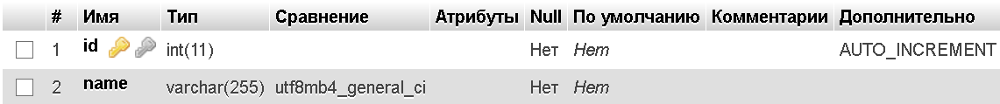 # Имя Тип Сравнение Атрибуты Null По умолчанию Комментарии Дополнительно
1 id int(11) Нет Нет AUTO_INCREMENT
2 name varchar(255) utf8mb4_general_ci Нет Нет